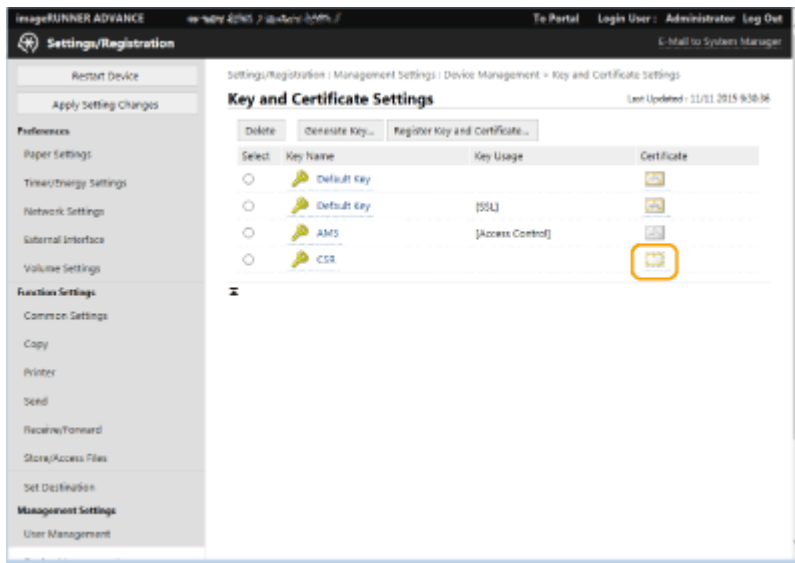 imageRUNNER ADVANCE
To Portal Login User : Administrator Log Out
Settings/Registration
E-Mail to System Manager
Restart Device
Apply Setting Changes
Preferences
Paper Settings
Timer/Energy Settings
Network Settings
External Interface
Volume Settings
Function Settings
Common Settings
Copy
Printer
Send
Receive/Forward
Store/Access Files
Set Destination
Management Settings
User Management
Settings/Registration : Management Settings : Device Management > Key and Certificate Settings
Key and Certificate Settings
Last Updated : 11/11 2015 9:30:36
Delete Generate Key... Register Key and Certificate...
Select Key Name Key Usage Certificate
Default Key
Default Key [SSL]
AMS [Access Control]
CSR